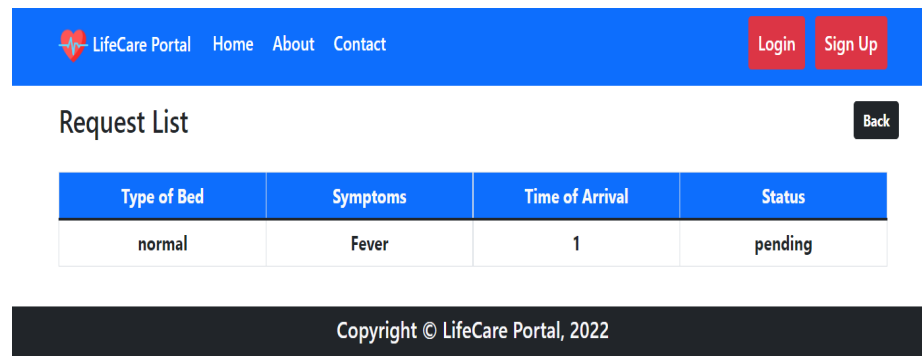 LifeCare Portal Home About Contact Login Sign Up
Request List Back
Type of Bed Symptoms Time of Arrival Status
normal Fever 1 pending
Copyright © LifeCare Portal, 2022